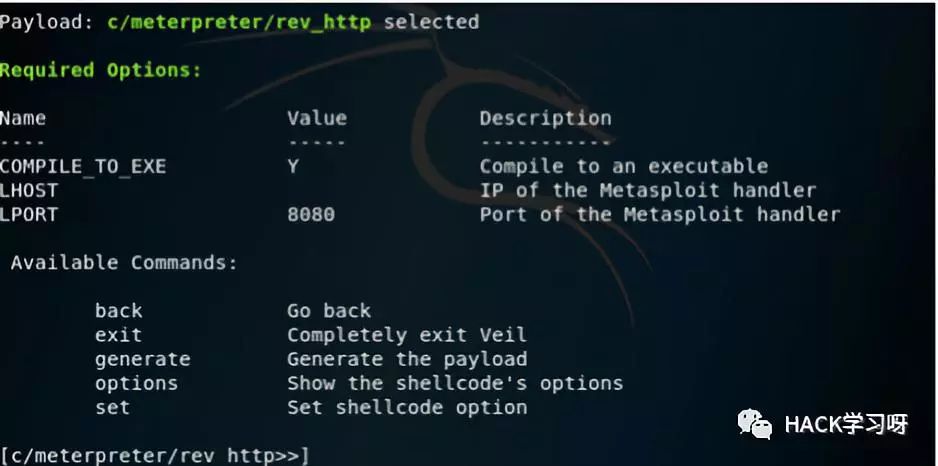 Payload: c/meterpreter/rev_http selected
Required Options:
Name Value Description
---- ----- -----------
COMPILE_TO_EXE Y Compile to an executable
LHOST IP of the Metasploit handler
LPORT 8080 Port of the Metasploit handler
Available Commands:
back Go back
exit Completely exit Veil
generate Generate the payload
options Show the shellcode's options
set Set shellcode option
HACK学习呀
[c/meterpreter/rev_http>>]